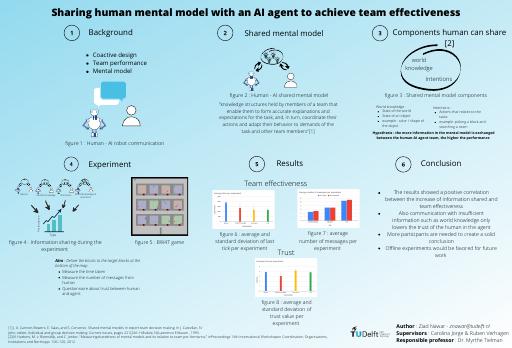 Sharing human mental model with an AI agent to achieve team effectiveness
1 Background
Coactive design
Team performance
Mental model
figure 1 : Human - AI robot communication
2 Shared mental model
figure 2 : Human - AI shared mental model
"knowledge structures held by members of a team that
enable them to form accurate explanations and
expectations for the task, and, in turn, coordinate their
actions and adapt their behavior to demands of the
task and other team members"[1]
3 Components human can share
[2]
world
knowledge
Intentions
figure 3 : Shared mental model components
World knowledge
State of the world
State of an object
Intentions
Hypothesis : the more information in the mental model is exchanged
between the human and AI agent team, the higher the performance
4 Experiment
figure 4 : information sharing during the
experiment
figure 5 : BW4T game
Aim : Deliver the blocks to the target blocks at the
bottom of the map.
Measure the time taken
Measure the number of messages from
human
Questionnaire about trust between human
and agent
5 Results
Team effectiveness
figure 6 : average and
standard deviation of last
tick per experiment
figure 7 : average
number of messages per
experiment
Trust
figure 8 : average and
standard deviation of
trust value per
experiment
6 Conclusion
The results showed a positive correlation
between the increase of information shared and
team effectiveness
Also communication with insufficient
information such as world knowledge only
lowers the trust of the human in the agent
More participants are needed to create a solid
conclusion
Offline experiments would be favored for future
work
TUDelft
Author : Zaid Niwar -
Supervisors : Carolina Jorge & Ruben Verhagen
Responsible professor : Dr. Myrthe Tielman